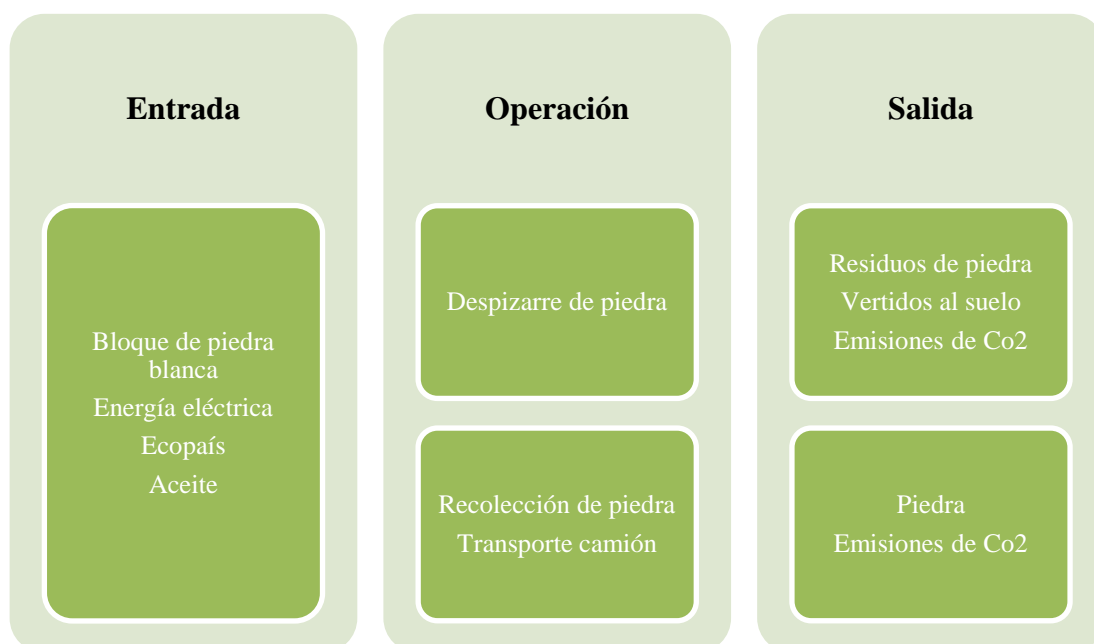 Entrada
Bloque de piedra
blanca
Energía eléctrica
Ecopaís
Aceite
Operación
Despizarre de piedra
Recolección de piedra
Transporte camión
Salida
Residuos de piedra
Vertidos al suelo
Emisiones de Co2
Piedra
Emisiones de Co2